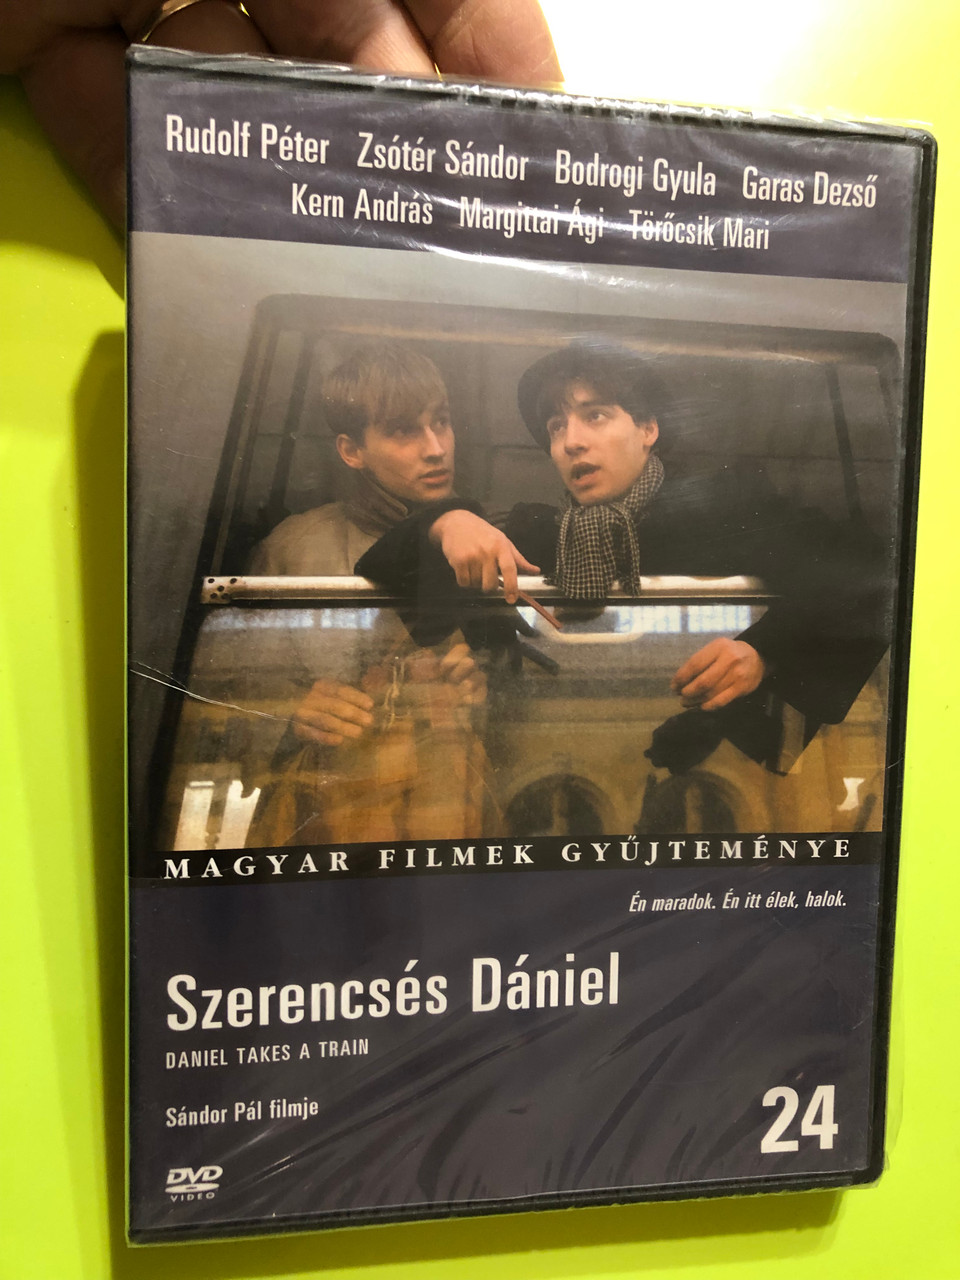 Rudolf Péter Zsótér Sándor Bodrogi Gyula Garas Dezső
Kern András Margittai Ági Törőcsik Mari
MAGYAR FILMEK GYŰJTEMÉNYE
Én maradok. Én itt élek, halok.
Szerencsés Dániel
DANIEL TAKES A TRAIN
Sándor Pál filmje
24
DVD
VIDEO